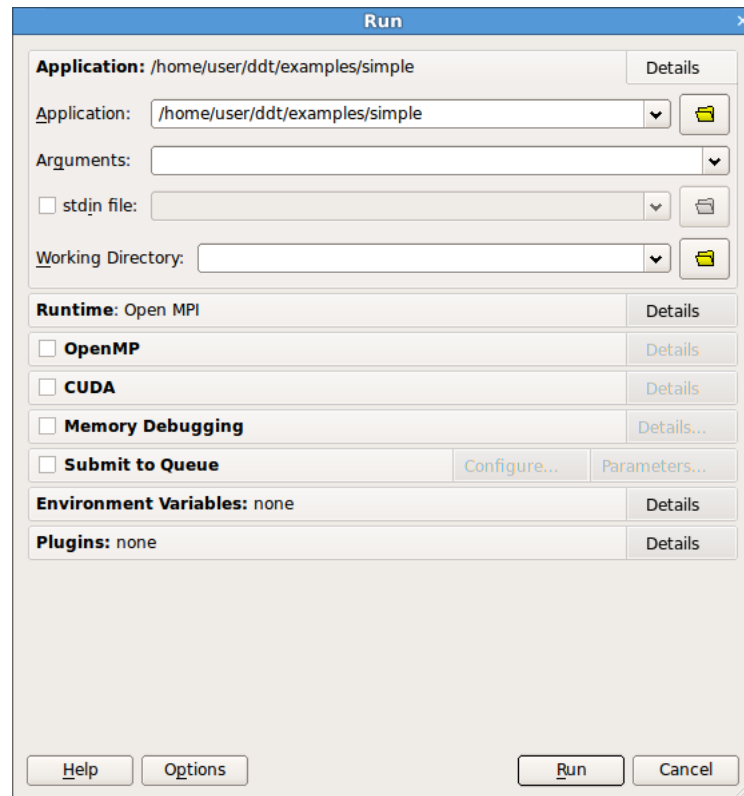 Run
Application: /home/user/ddt/examples/simple Details
Application: /home/user/ddt/examples/simple
Arguments:
stdin file:
Working Directory:
Runtime: Open MPI Details
OpenMP Details
CUDA Details
Memory Debugging Details...
Submit to Queue Configure... Parameters...
Environment Variables: none Details
Plugins: none Details
Help Options Run Cancel